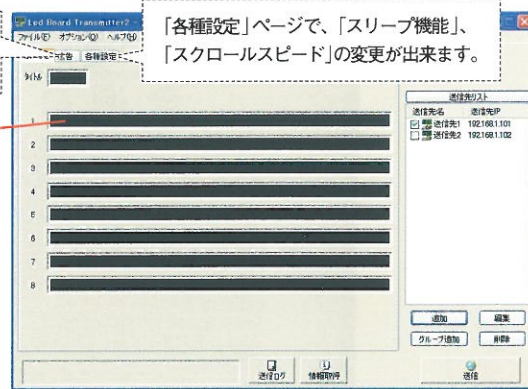 「各種設定」ページで、「スリープ機能」、
「スクロールスピード」の変更が出来ます。
Led Board Transmitter2 -
ファイル(F) オプション(O) ヘルプ(H)
広告 各種設定
タイトル
送信先リスト
送信先名 送信先IP
送信先1 192.168.1.101
送信先2 192.168.1.102
1
2
3
4
5
6
7
8
追加 編集
グループ追加 削除
送信ログ 情報取得 送信